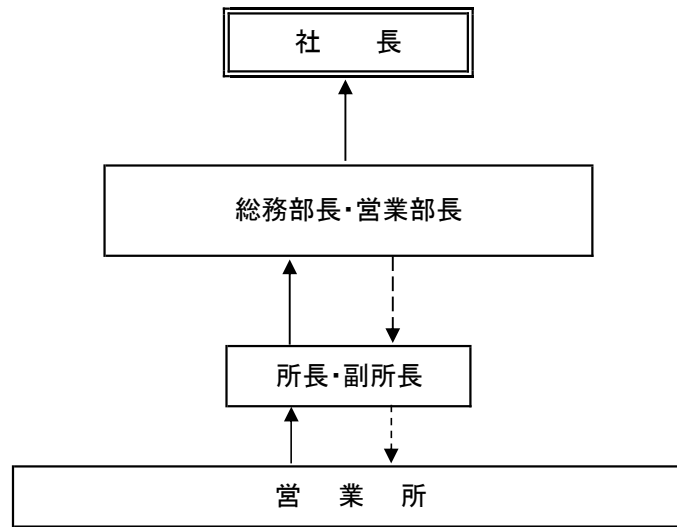 社　　長
総務部長・営業部長
所長・副所長
営　業　所